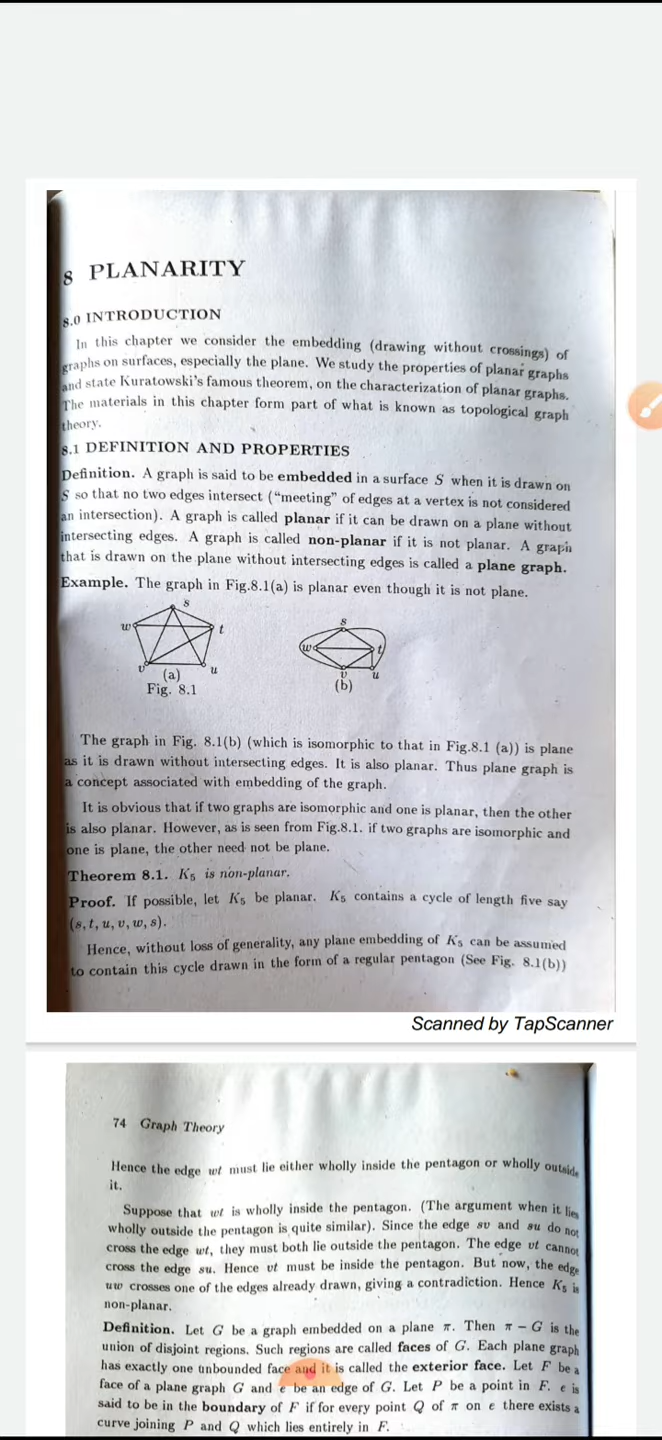 8 PLANARITY
8.0 INTRODUCTION
In this chapter we consider the embedding (drawing without crossings) of
graphs on surfaces, especially the plane. We study the properties of planar graphs
and state Kuratowski's famous theorem, on the characterization of planar graphs.
The materials in this chapter form part of what is known as topological graph
theory.
8.1 DEFINITION AND PROPERTIES
Definition. A graph is said to be embedded in a surface S when it is drawn on
S so that no two edges intersect ("meeting" of edges at a vertex is not considered
an intersection). A graph is called planar if it can be drawn on a plane without
intersecting edges. A graph is called non-planar if it is not planar. A graph
that is drawn on the plane without intersecting edges is called a plane graph.
Example. The graph in Fig.8.1(a) is planar even though it is not plane.
s
w
t
v
u
(a)
Fig. 8.1
s
w
t
v
u
(b)
The graph in Fig. 8.1(b) (which is isomorphic to that in Fig.8.1 (a)) is plane
as it is drawn without intersecting edges. It is also planar. Thus plane graph is
a concept associated with embedding of the graph.
It is obvious that if two graphs are isomorphic and one is planar, then the other
is also planar. However, as is seen from Fig.8.1. if two graphs are isomorphic and
one is plane, the other need not be plane.
Theorem 8.1. K5 is non-planar.
Proof. If possible, let K5 be planar. K5 contains a cycle of length five say
(s, t, u, v, w, s).
Hence, without loss of generality, any plane embedding of K5 can be assumed
to contain this cycle drawn in the form of a regular pentagon (See Fig. 8.1(b))
Scanned by TapScanner
74 Graph Theory
Hence the edge wt must lie either wholly inside the pentagon or wholly outside
it.
Suppose that wt is wholly inside the pentagon. (The argument when it lies
wholly outside the pentagon is quite similar). Since the edge sv and su do not
cross the edge wt, they must both lie outside the pentagon. The edge vt cannot
cross the edge su. Hence vt must be inside the pentagon. But now, the edge
uw crosses one of the edges already drawn, giving a contradiction. Hence K5 is
non-planar.
Definition. Let G be a graph embedded on a plane π. Then π − G is the
union of disjoint regions. Such regions are called faces of G. Each plane graph
has exactly one unbounded face and it is called the exterior face. Let F be a
face of a plane graph G and e be an edge of G. Let P be a point in F. e is
said to be in the boundary of F if for every point Q of π on e there exists a
curve joining P and Q which lies entirely in F.